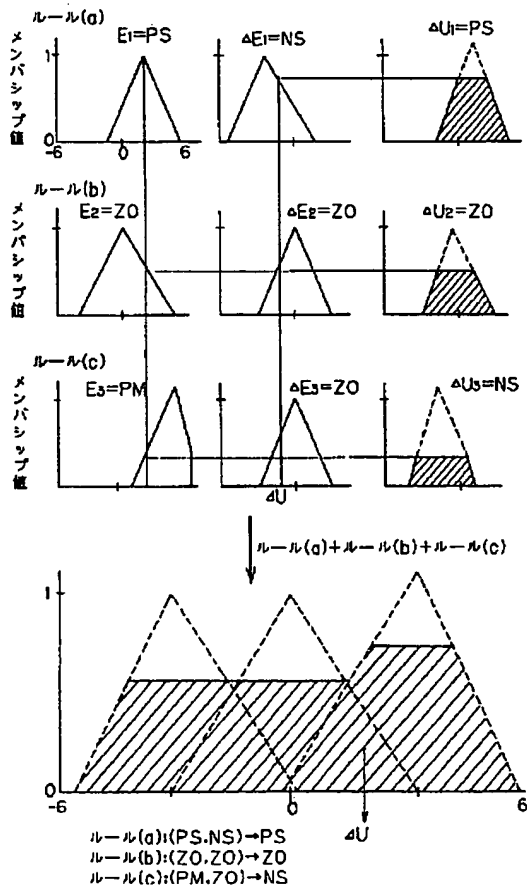 ルール(a)
メンバシップ値
E1=PS
ΔE1=NS
ΔU1=PS
1
0
-6
0
6
ルール(b)
メンバシップ値
E2=ZO
ΔE2=ZO
ΔU2=ZO
ルール(c)
メンバシップ値
E3=PM
ΔE3=ZO
ΔU3=NS
ΔU
ルール(a)+ルール(b)+ルール(c)
1
0
-6
0
6
ΔU
ルール(a):(PS,NS)→PS
ルール(b):(ZO,ZO)→ZO
ルール(c):(PM,ZO)→NS